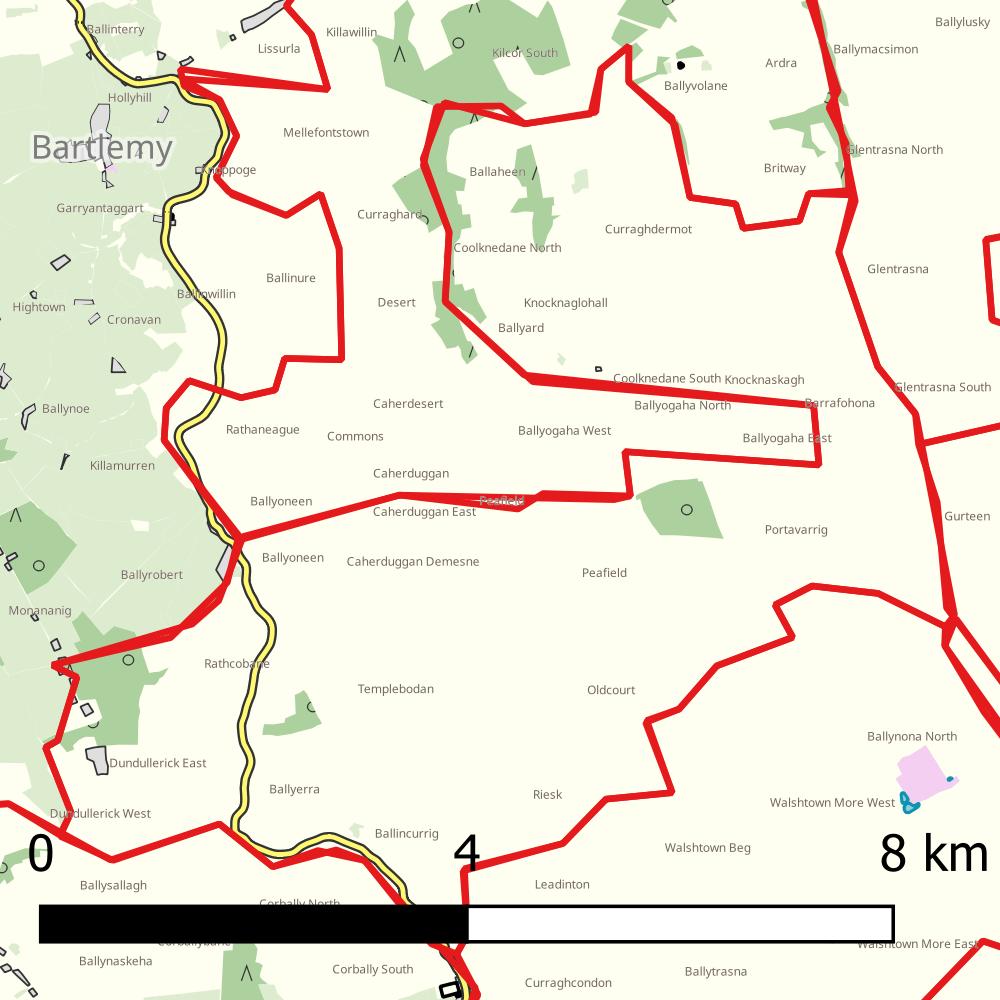 Ballylusky
Ballinterry
Killawillin
Lissurla
Kilcor South
Ballymacsimon
Ardra
Ballyvolane
Hollyhill
Mellefontstown
Bartlemy
Glentrasna North
Knoppoge
Ballaheen
Britway
Garryantaggart
Curraghard
Curraghdermot
Coolknedane North
Glentrasna
Ballinure
Ballinwillin
Hightown
Desert
Knocknaglohall
Cronavan
Ballyard
Coolknedane South
Knocknaskagh
Glentrasna South
Caherdesert
Ballyogaha North
Barrafohona
Ballynoe
Rathaneague
Commons
Ballyogaha West
Ballyogaha East
Killamurren
Caherduggan
Ballyoneen
Peafield
Caherduggan East
Gurteen
Portavarrig
Ballyoneen
Caherduggan Demesne
Ballyrobert
Peafield
Monananig
Rathcobane
Templebodan
Oldcourt
Ballynona North
Dundullerick East
Ballyerra
Riesk
Walshtown More West
Dundullerick West
Ballincurrig
Walshtown Beg
0 4 8 km
Ballysallagh
Leadinton
Corbally North
Corballybane
Walshtown More East
Ballynaskeha
Corbally South
Ballytrasna
Curraghcondon